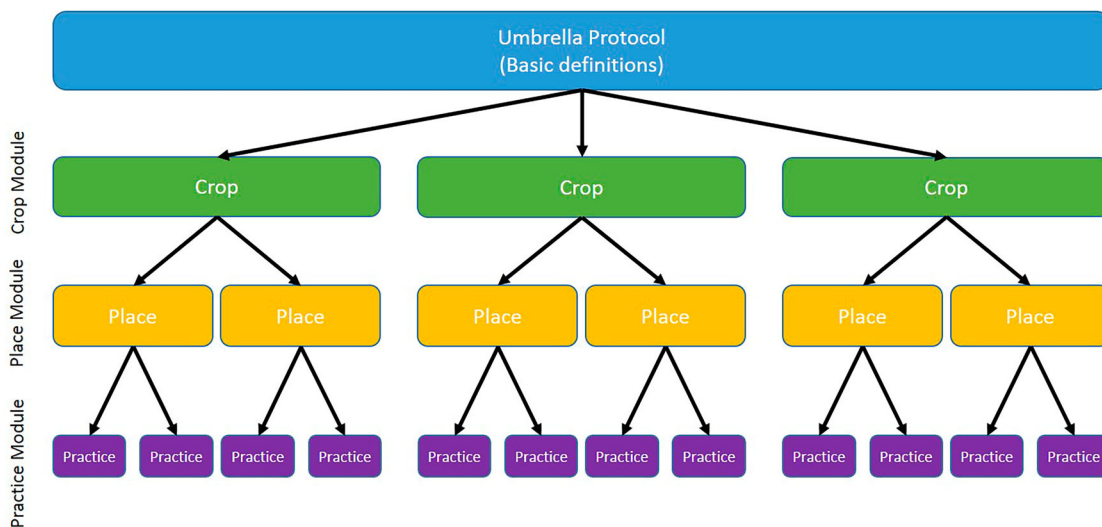 Umbrella Protocol
(Basic definitions)
Crop Module
Crop
Crop
Crop
Place Module
Place
Place
Place
Place
Place
Place
Practice Module
Practice
Practice
Practice
Practice
Practice
Practice
Practice
Practice
Practice
Practice
Practice
Practice